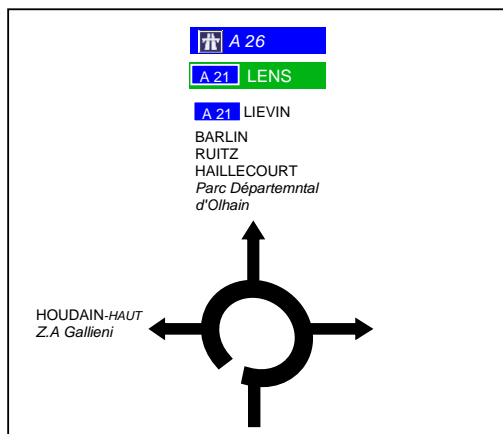 A 26
A 21 LENS
A 21 LIEVIN
BARLIN
RUITZ
HAILLECOURT
Parc Départemntal
d'Olhain
HOUDAIN-HAUT
Z.A Gallieni